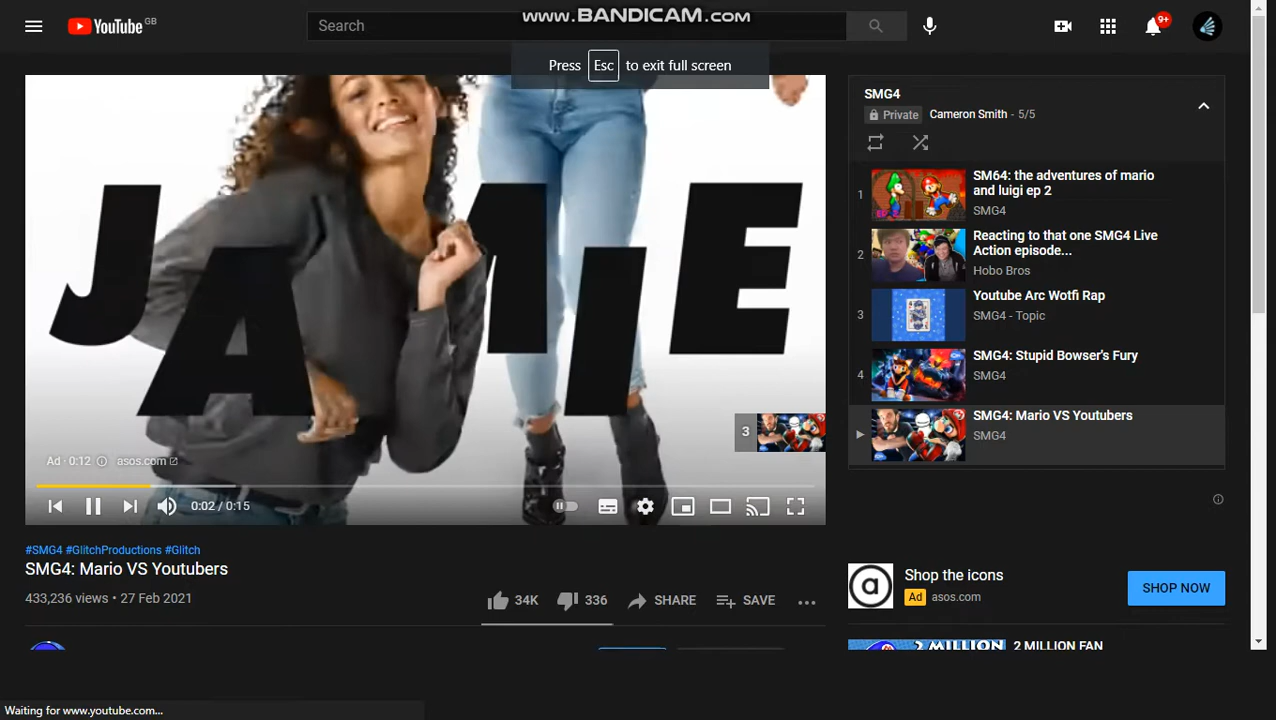 www.BANDICAM.com
YouTube GB
Search
9+
Press Esc to exit full screen
JAMIE
Ad · 0:12 asos.com
3
0:02 / 0:15
#SMG4 #GlitchProductions #Glitch
SMG4: Mario VS Youtubers
433,236 views • 27 Feb 2021
34K
336
SHARE
SAVE
SMG4
Private Cameron Smith - 5/5
1
SM64: the adventures of mario
and luigi ep 2
SMG4
2
Reacting to that one SMG4 Live
Action episode...
Hobo Bros
3
Youtube Arc Wotfi Rap
SMG4 - Topic
4
SMG4: Stupid Bowser's Fury
SMG4
SMG4: Mario VS Youtubers
SMG4
a
Shop the icons
Ad asos.com
SHOP NOW
2 MILLION
2 MILLION FAN
Waiting for www.youtube.com...